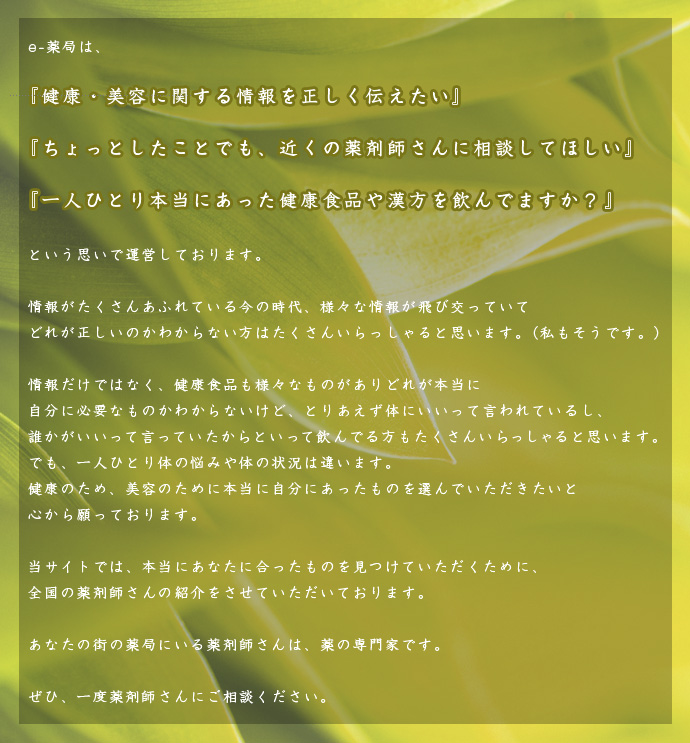 e-薬局は、
『健康・美容に関する情報を正しく伝えたい』
『ちょっとしたことでも、近くの薬剤師さんに相談してほしい』
『一人ひとり本当にあった健康食品や漢方を飲んでますか？』
という思いで運営しております。
情報がたくさんあふれている今の時代、様々な情報が飛び交っていて
どれが正しいのかわからない方はたくさんいらっしゃると思います。(私もそうです。)
情報だけではなく、健康食品も様々なものがありどれが本当に
自分に必要なものかわからないけど、とりあえず体にいいって言われているし、
誰かがいいって言っていたからといって飲んでる方もたくさんいらっしゃると思います。
でも、一人ひとり体の悩みや体の状況は違います。
健康のため、美容のために本当に自分にあったものを選んでいただきたいと
心から願っております。
当サイトでは、本当にあなたに合ったものを見つけていただくために、
全国の薬剤師さんの紹介をさせていただいております。
あなたの街の薬局にいる薬剤師さんは、薬の専門家です。
ぜひ、一度薬剤師さんにご相談ください。